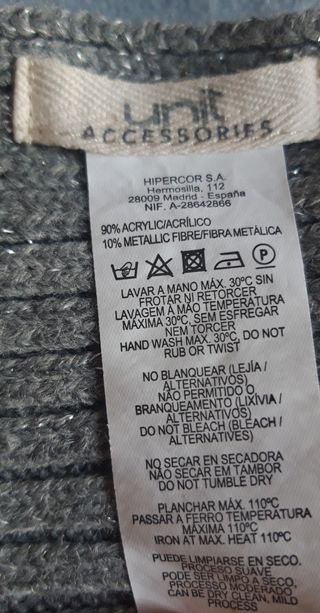 unit
ACCESSORIES
HIPERCOR S.A.
Hermosilla, 112
28009 Madrid - España
NIF. A-28642866
90% ACRYLIC/ACRÍLICO
10% METALLIC FIBRE/FIBRA METÁLICA
P
LAVAR A MANO MÁX. 30ºC SIN
FROTAR NI RETORCER
LAVAGEM À MÃO TEMPERATURA
MÁXIMA 30ºC, SEM ESFREGAR
NEM TORCER
HAND WASH MAX. 30ºC, DO NOT
RUB OR TWIST
NO BLANQUEAR (LEJÍA /
ALTERNATIVOS)
NÃO PERMITIDO O
BRANQUEAMENTO (LIXÍVIA /
ALTERNATIVOS)
DO NOT BLEACH (BLEACH /
ALTERNATIVES)
NO SECAR EN SECADORA
NÃO SECAR EM TAMBOR
DO NOT TUMBLE DRY
PLANCHAR MÁX. 110ºC
PASSAR A FERRO TEMPERATURA
MÁXIMA 110ºC
IRON AT MAX. HEAT 110ºC
PUEDE LIMPIARSE EN SECO.
PROCESO SUAVE
PODE SER LIMPO A SECO.
PROCESSO MODERADO
CAN BE DRY CLEAN, MILD
PROCESS